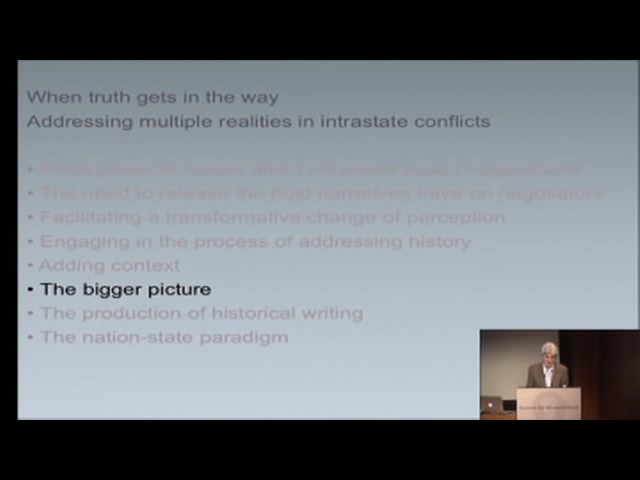 When truth gets in the way
Addressing multiple realities in intrastate conflicts
• The need to release the hold narratives have on negotiators
• Facilitating a transformative change of perception
• Engaging in the process of addressing history
• Adding context
• The bigger picture
• The production of historical writing
• The nation-state paradigm